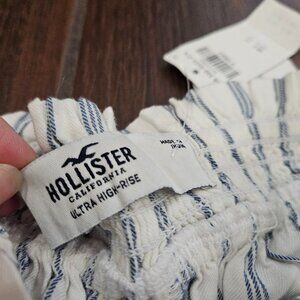 HOLLISTER
CALIFORNIA
ULTRA HIGH-RISE
MADE IN